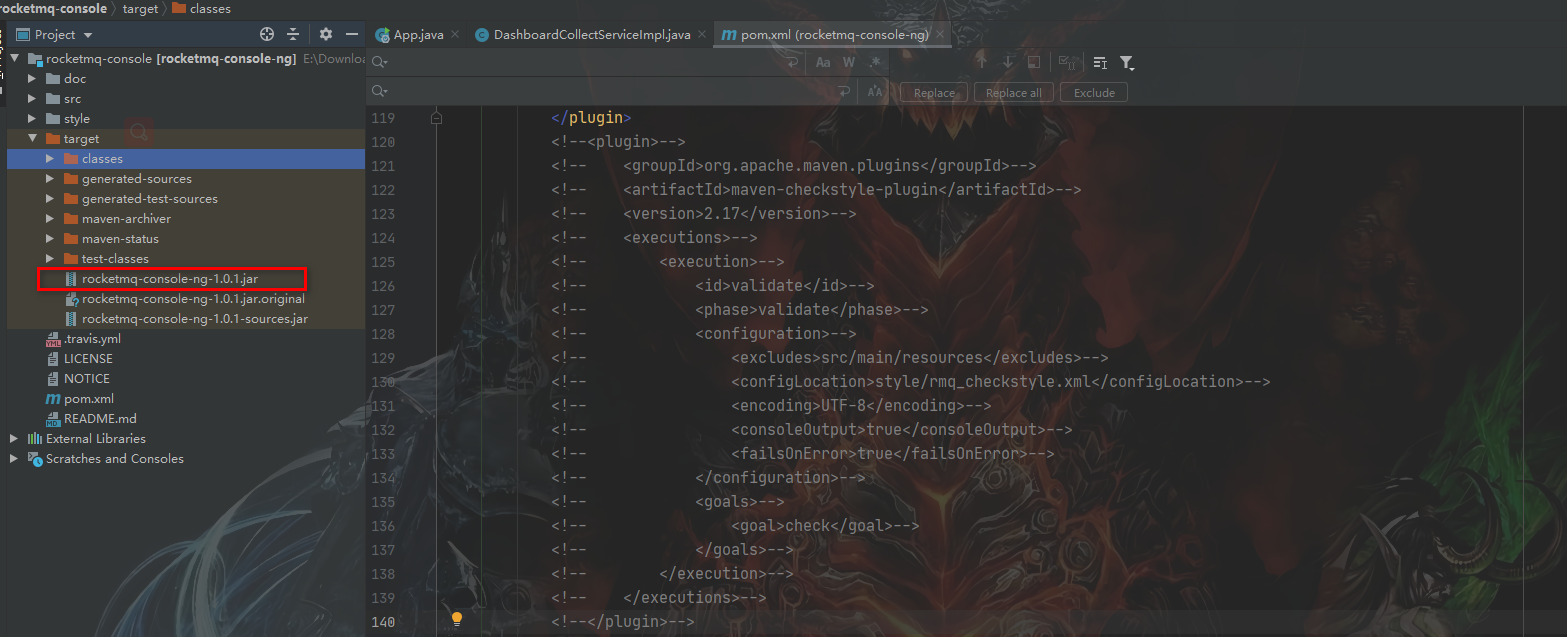 rocketmq-console 〉 target 〉 classes
Project
App.java × DashboardCollectServiceImpl.java × pom.xml (rocketmq-console-ng) ×
Aa W .*
Replace Replace all Exclude
rocketmq-console [rocketmq-console-ng]
doc
src
style
target
classes
generated-sources
generated-test-sources
maven-archiver
maven-status
test-classes
rocketmq-console-ng-1.0.1.jar
rocketmq-console-ng-1.0.1.jar.original
rocketmq-console-ng-1.0.1-sources.jar
.travis.yml
LICENSE
NOTICE
pom.xml
README.md
External Libraries
Scratches and Consoles
119 </plugin>
120 <!--<plugin>-->
121 <!--    <groupId>org.apache.maven.plugins</groupId>-->
122 <!--    <artifactId>maven-checkstyle-plugin</artifactId>-->
123 <!--    <version>2.17</version>-->
124 <!--    <executions>-->
125 <!--        <execution>-->
126 <!--            <id>validate</id>-->
127 <!--            <phase>validate</phase>-->
128 <!--            <configuration>-->
129 <!--                <excludes>src/main/resources</excludes>-->
130 <!--                <configLocation>style/rmq_checkstyle.xml</configLocation>-->
131 <!--                <encoding>UTF-8</encoding>-->
132 <!--                <consoleOutput>true</consoleOutput>-->
133 <!--                <failsOnError>true</failsOnError>-->
134 <!--            </configuration>-->
135 <!--            <goals>-->
136 <!--                <goal>check</goal>-->
137 <!--            </goals>-->
138 <!--        </execution>-->
139 <!--    </executions>-->
140 <!--</plugin>-->